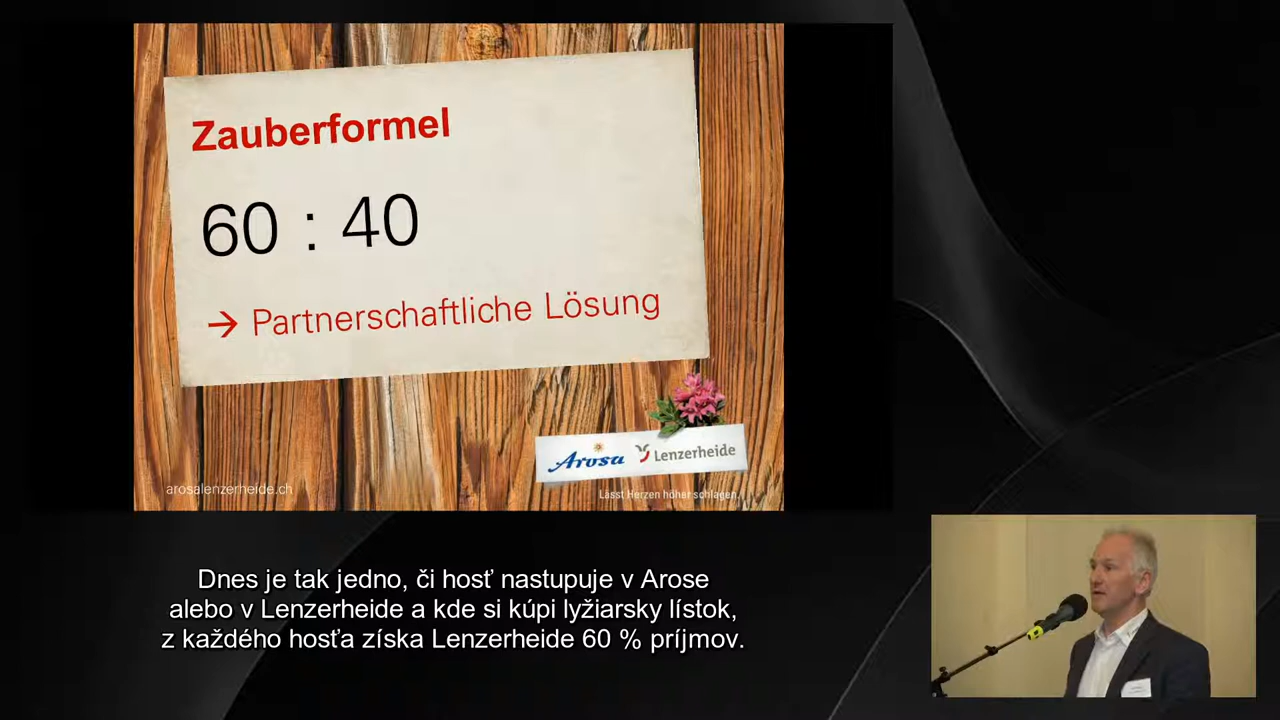 Zauberformel
60 : 40
→ Partnerschaftliche Lösung
Arosa Lenzerheide
arosalenzerheide.ch
Lässt Herzen höher schlagen.
Dnes je tak jedno, či hosť nastupuje v Arose
alebo v Lenzerheide a kde si kúpi lyžiarsky lístok,
z každého hosťa získa Lenzerheide 60 % príjmov.